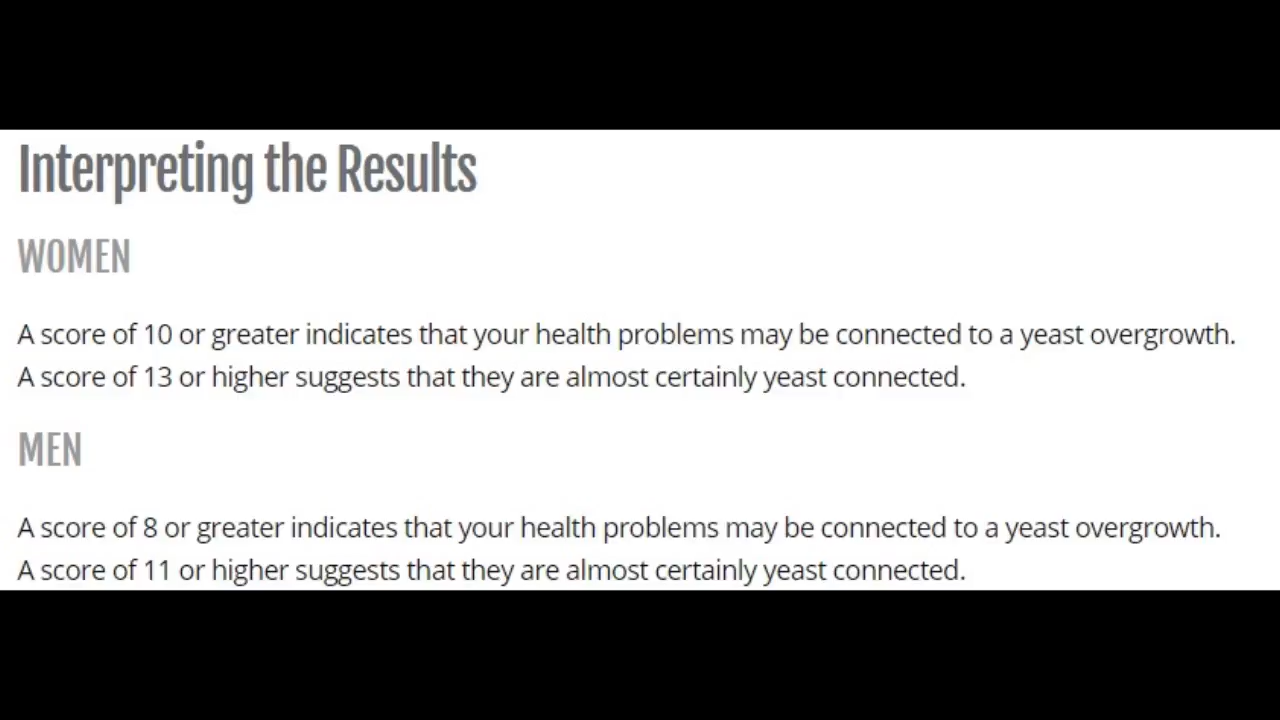 Interpreting the Results
WOMEN
A score of 10 or greater indicates that your health problems may be connected to a yeast overgrowth.
A score of 13 or higher suggests that they are almost certainly yeast connected.
MEN
A score of 8 or greater indicates that your health problems may be connected to a yeast overgrowth.
A score of 11 or higher suggests that they are almost certainly yeast connected.